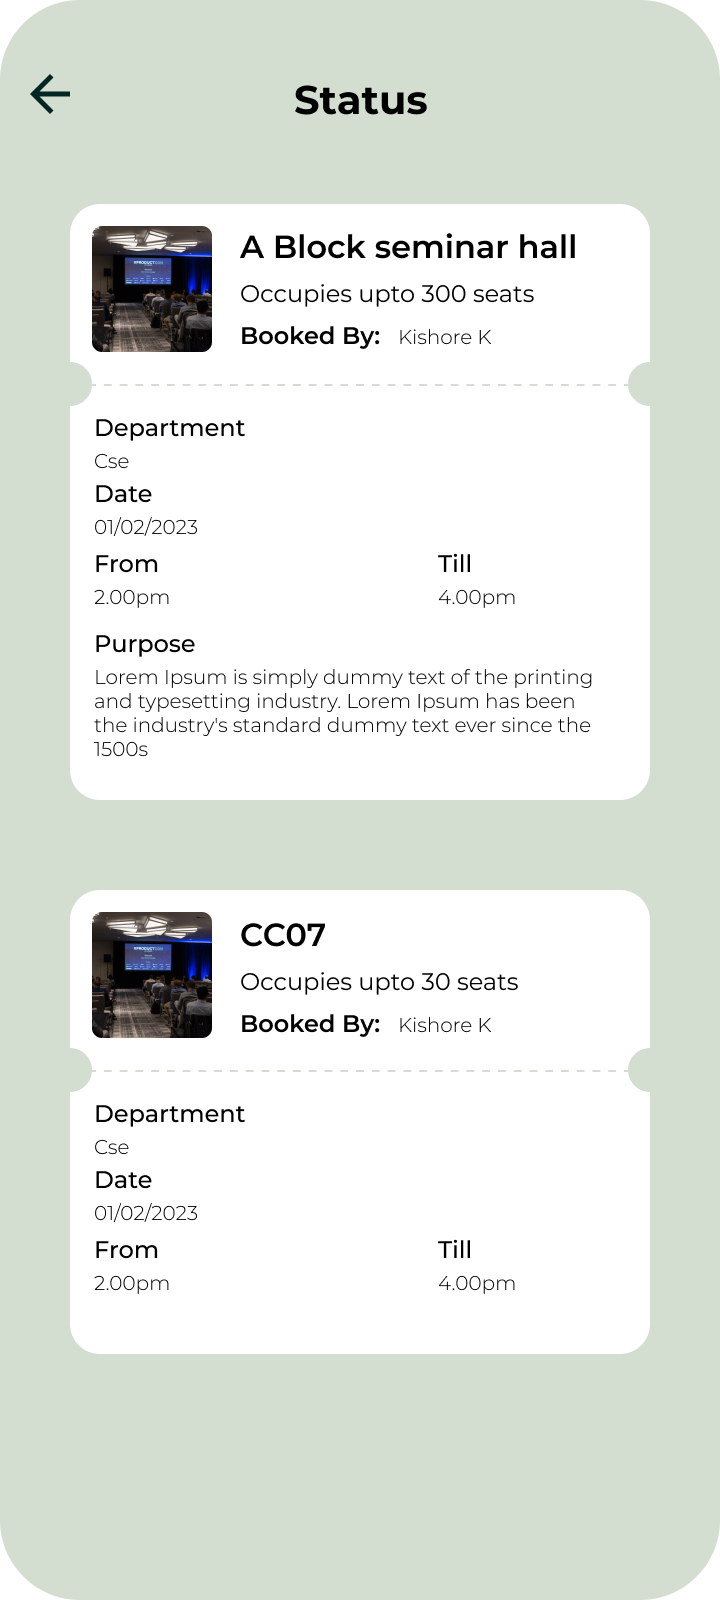 Status
A Block seminar hall
Occupies upto 300 seats
Booked By: Kishore K
Department
Cse
Date
01/02/2023
From Till
2.00pm 4.00pm
Purpose
Lorem Ipsum is simply dummy text of the printing
and typesetting industry. Lorem Ipsum has been
the industry's standard dummy text ever since the
1500s
CC07
Occupies upto 30 seats
Booked By: Kishore K
Department
Cse
Date
01/02/2023
From Till
2.00pm 4.00pm